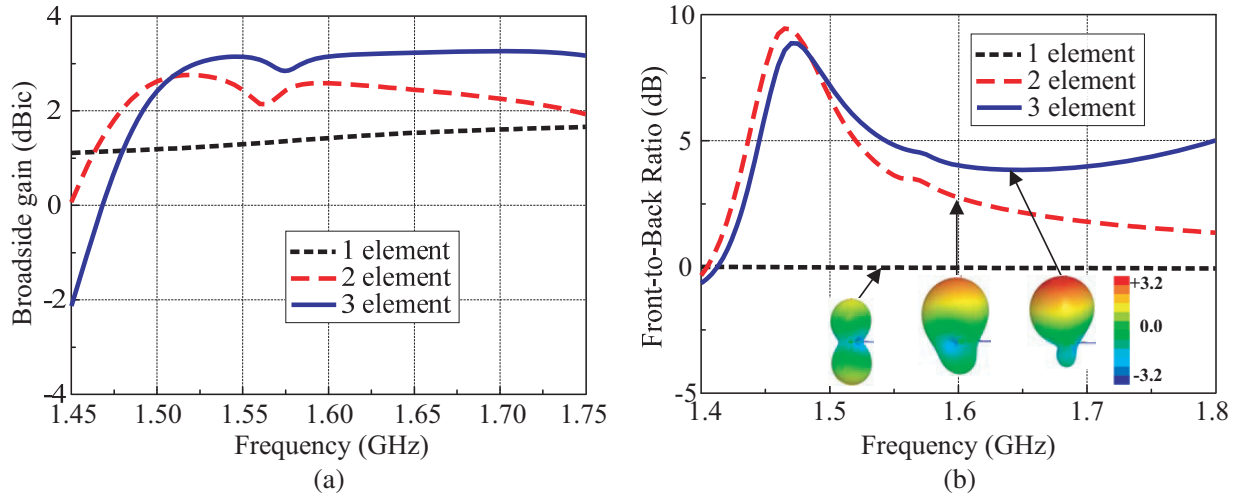 4
2
0
-2
-4
Broadside gain (dBic)
1 element
2 element
3 element
1.45
1.50
1.55
1.60
1.65
1.70
1.75
Frequency (GHz)
(a)
10
5
0
-5
Front-to-Back Ratio (dB)
1 element
2 element
3 element
+3.2
0.0
-3.2
1.4
1.5
1.6
1.7
1.8
Frequency (GHz)
(b)